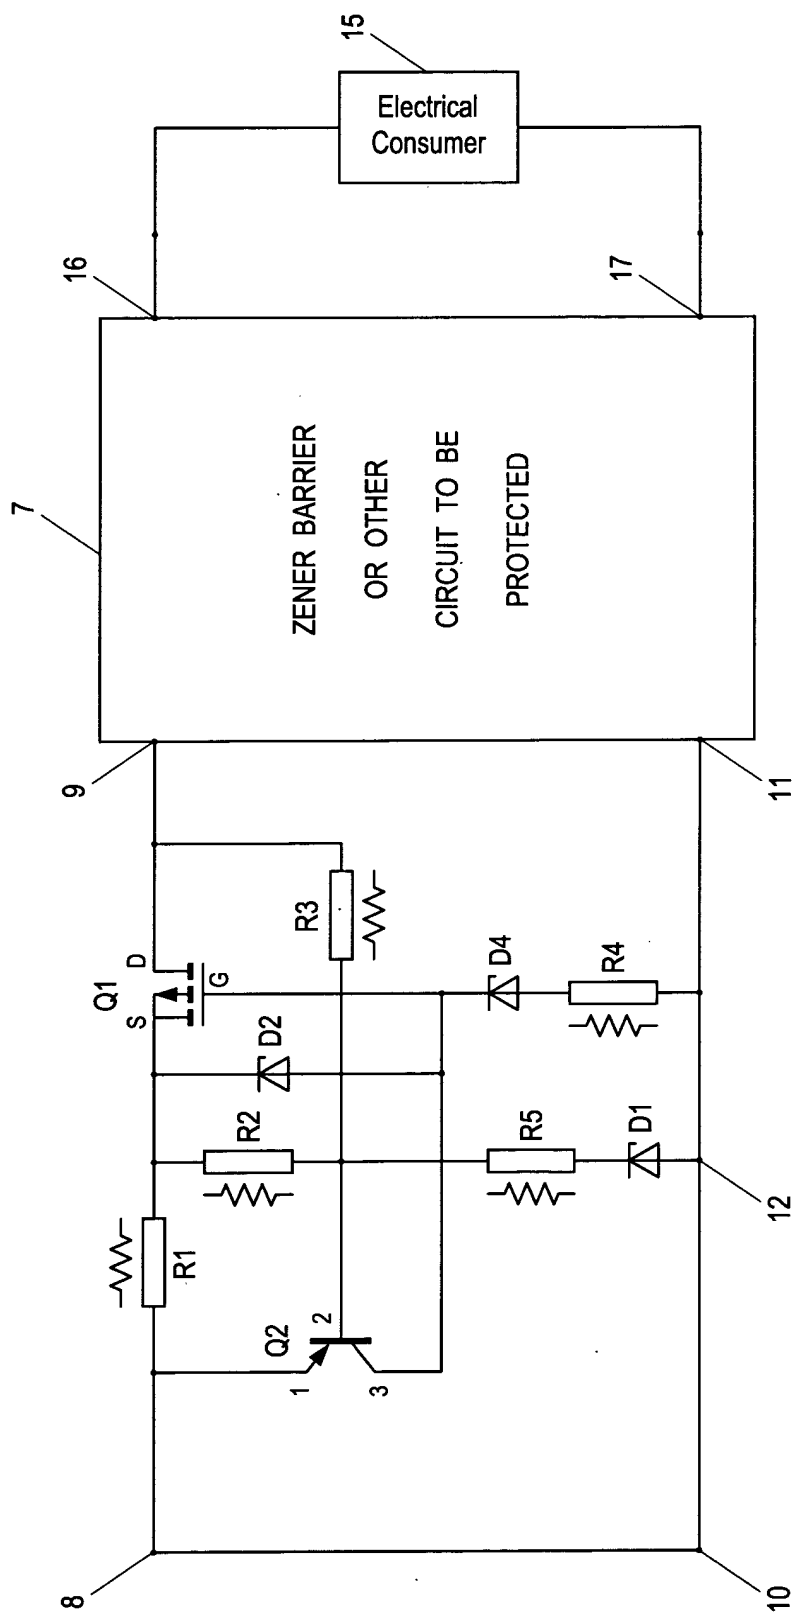 15
Electrical
Consumer
16
17
7
ZENER BARRIER
OR OTHER
CIRCUIT TO BE
PROTECTED
9
11
Q1
D
S
G
R3
D4
R4
D2
R2
R5
D1
12
R1
Q2
2
1
3
8
10